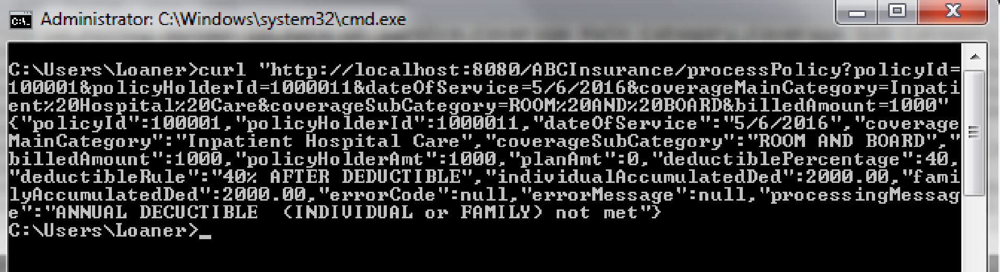 Administrator: C:\Windows\system32\cmd.exe
C:\Users\Loaner>curl "http://localhost:8080/ABCInsurance/processPolicy?policyId=
100001&policyHolderId=1000011&dateOfService=5/6/2016&coverageMainCategory=Inpati
ent%20Hospital%20Care&coverageSubCategory=ROOM%20AND%20BOARD&billedAmount=1000"
{"policyId":100001,"policyHolderId":1000011,"dateOfService":"5/6/2016","coverage
MainCategory":"Inpatient Hospital Care","coverageSubCategory":"ROOM AND BOARD","
billedAmount":1000,"policyHolderAmt":1000,"planAmt":0,"deductiblePercentage":40,
"deductibleRule":"40% AFTER DEDUCTIBLE","individualAccumulatedDed":2000.00,"fami
lyAccumulatedDed":2000.00,"errorCode":null,"errorMessage":null,"processingMessag
e":"ANNUAL DECUCTIBLE  (INDIVIDUAL or FAMILY) not met"}
C:\Users\Loaner>_